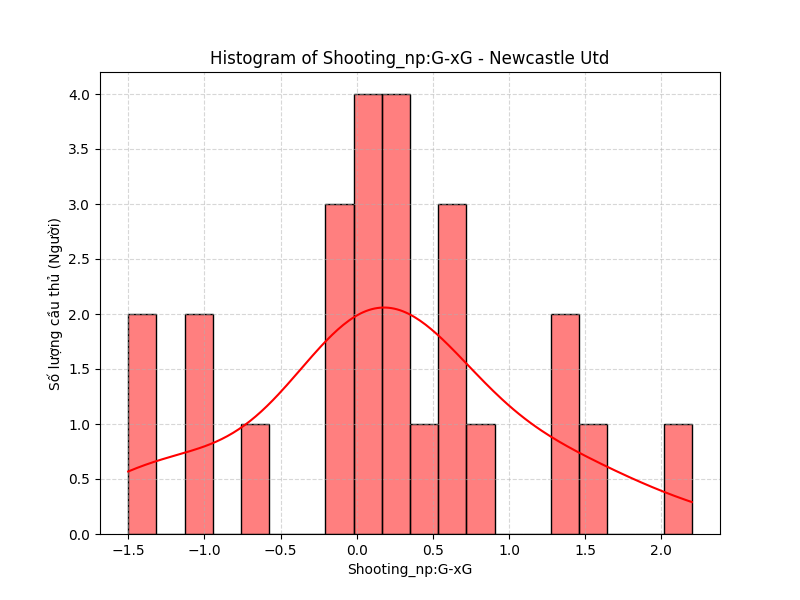 Histogram of Shooting_np:G-xG - Newcastle Utd
Số lượng cầu thủ (Người)
4.0
3.5
3.0
2.5
2.0
1.5
1.0
0.5
0.0
−1.5 −1.0 −0.5 0.0 0.5 1.0 1.5 2.0
Shooting_np:G-xG